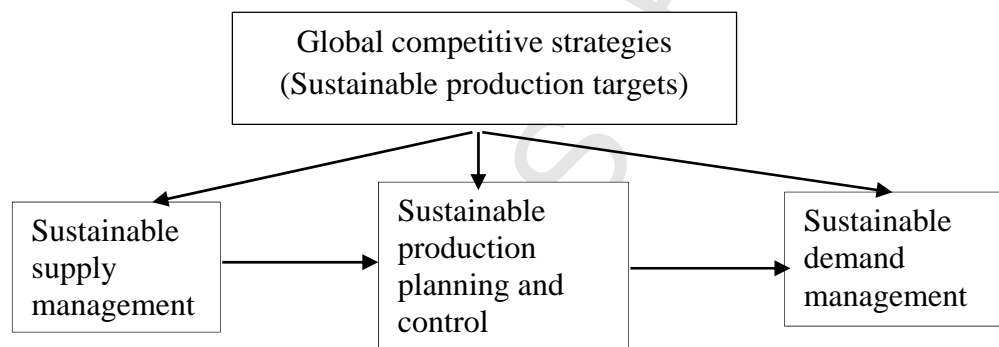 Global competitive strategies
(Sustainable production targets)
Sustainable
supply
management
Sustainable
production
planning and
control
Sustainable
demand
management